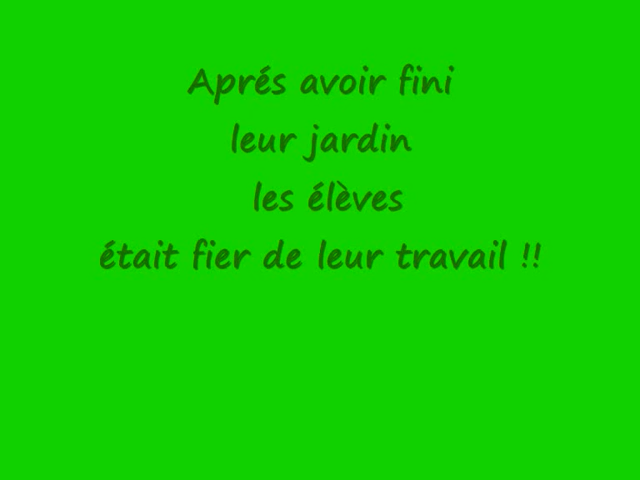 Aprés avoir fini
leur jardin
les élèves
était fier de leur travail !!